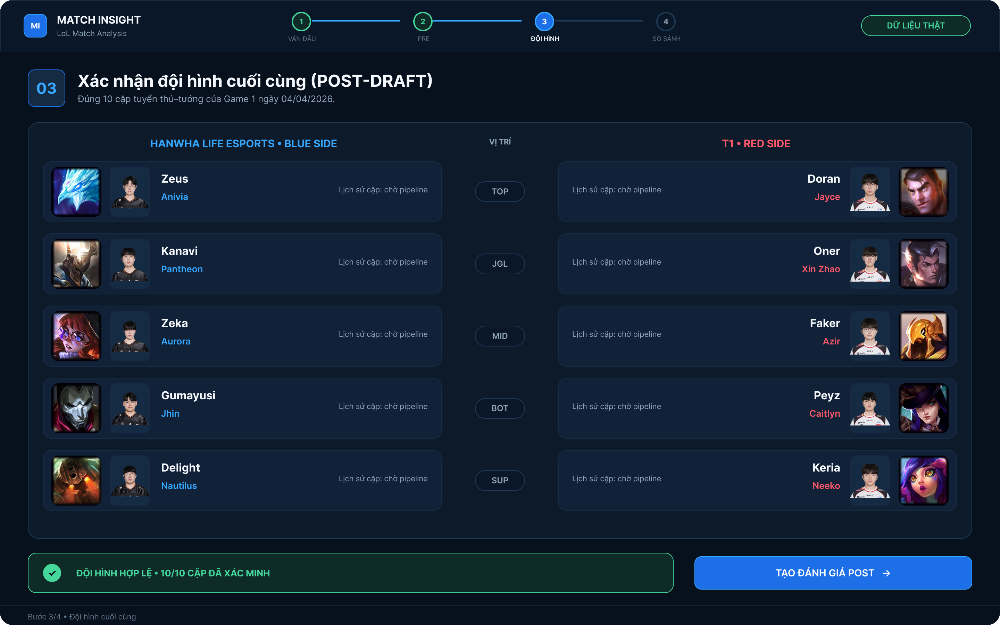 MI
MATCH INSIGHT
LoL Match Analysis
1
VÁN ĐẤU
2
PRE
3
ĐỘI HÌNH
4
SO SÁNH
DỮ LIỆU THẬT
03
Xác nhận đội hình cuối cùng (POST-DRAFT)
Đúng 10 cặp tuyển thủ–tướng của Game 1 ngày 04/04/2026.
HANWHA LIFE ESPORTS • BLUE SIDE
VỊ TRÍ
T1 • RED SIDE
Zeus
Anivia
Lịch sử cặp: chờ pipeline
TOP
Lịch sử cặp: chờ pipeline
Doran
Jayce
ABLY
Kanavi
Pantheon
Lịch sử cặp: chờ pipeline
JGL
Lịch sử cặp: chờ pipeline
Oner
Xin Zhao
ABLY
Zeka
Aurora
Lịch sử cặp: chờ pipeline
MID
Lịch sử cặp: chờ pipeline
Faker
Azir
ABLY
Gumayusi
Jhin
Lịch sử cặp: chờ pipeline
BOT
Lịch sử cặp: chờ pipeline
Peyz
Caitlyn
ABLY
Delight
Nautilus
Lịch sử cặp: chờ pipeline
SUP
Lịch sử cặp: chờ pipeline
Keria
Neeko
ABLY
ĐỘI HÌNH HỢP LỆ • 10/10 CẶP ĐÃ XÁC MINH
TẠO ĐÁNH GIÁ POST →
Bước 3/4 • Đội hình cuối cùng